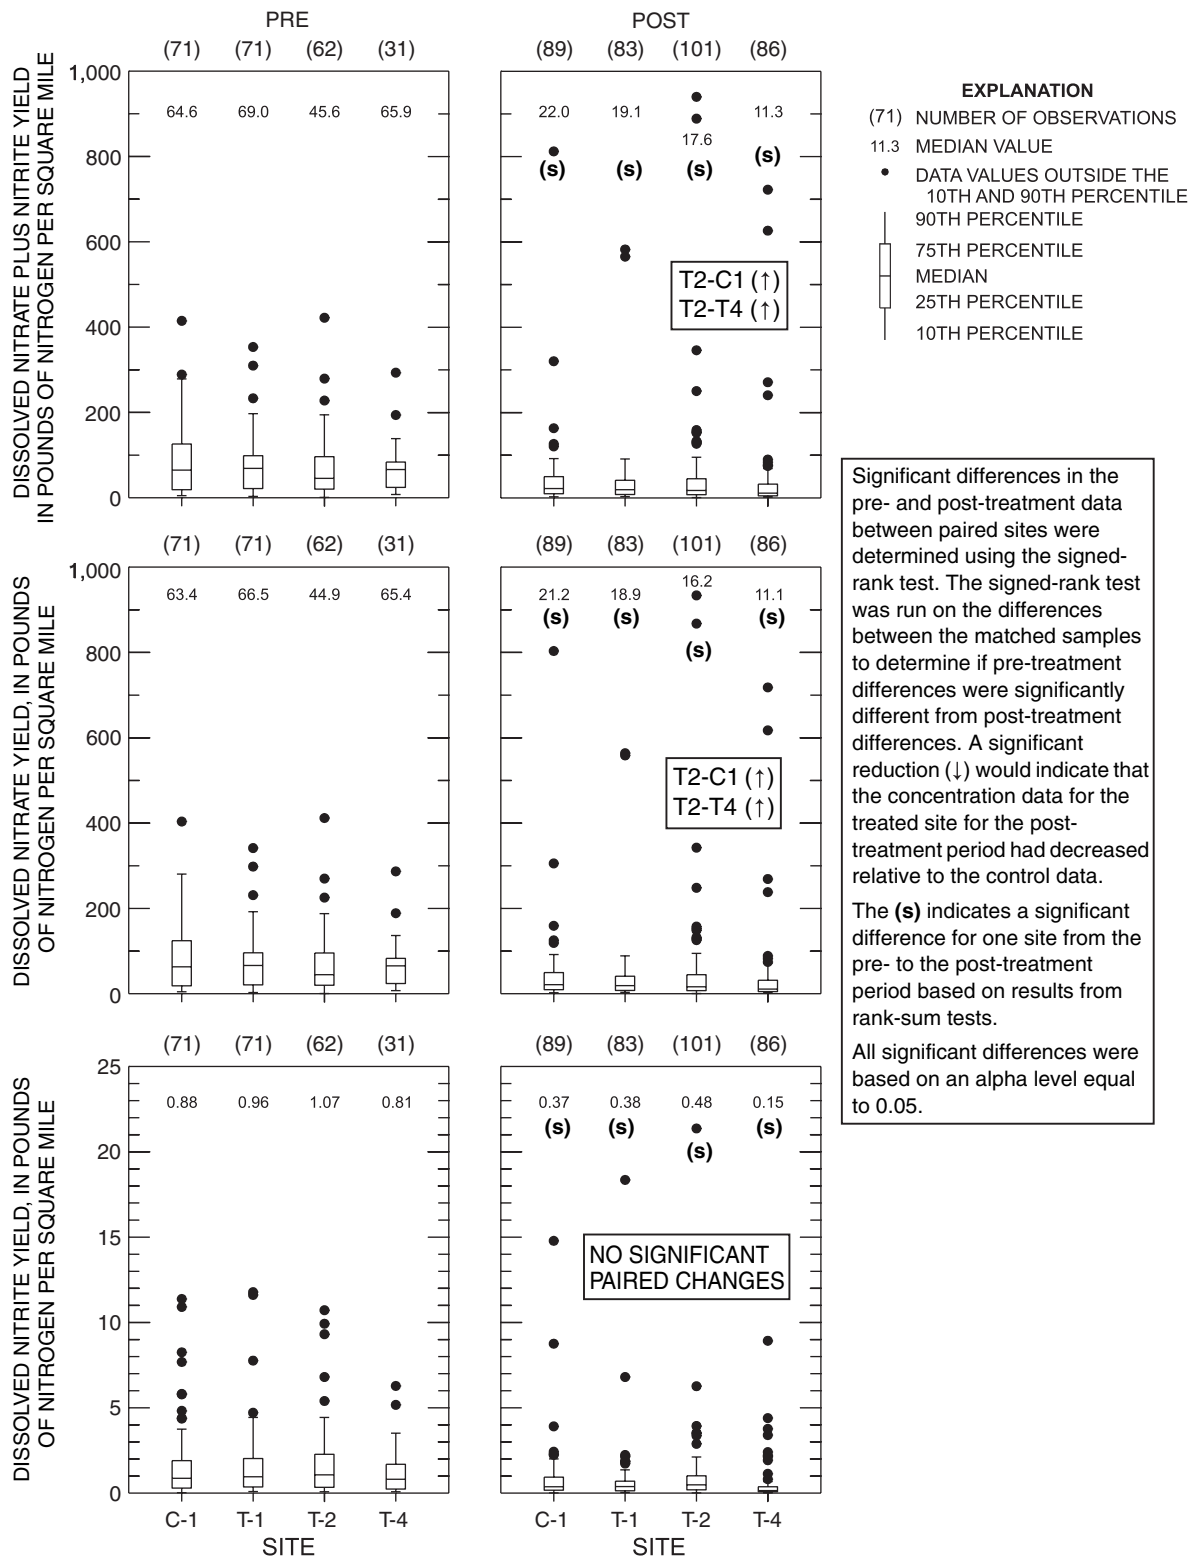 PRE
POST
(71) (71) (62) (31)
(89) (83) (101) (86)
DISSOLVED NITRATE PLUS NITRITE YIELD
IN POUNDS OF NITROGEN PER SQUARE MILE
1,000
800
600
400
200
0
64.6 69.0 45.6 65.9
22.0 19.1 17.6 11.3
(s) (s) (s) (s)
T2-C1 (↑)
T2-T4 (↑)
EXPLANATION
(71) NUMBER OF OBSERVATIONS
11.3 MEDIAN VALUE
DATA VALUES OUTSIDE THE
10TH AND 90TH PERCENTILE
90TH PERCENTILE
75TH PERCENTILE
MEDIAN
25TH PERCENTILE
10TH PERCENTILE
(71) (71) (62) (31)
(89) (83) (101) (86)
DISSOLVED NITRATE YIELD, IN POUNDS
OF NITROGEN PER SQUARE MILE
1,000
800
600
400
200
0
63.4 66.5 44.9 65.4
21.2 18.9 16.2 11.1
(s) (s) (s) (s)
T2-C1 (↑)
T2-T4 (↑)
(71) (71) (62) (31)
(89) (83) (101) (86)
DISSOLVED NITRITE YIELD, IN POUNDS
OF NITROGEN PER SQUARE MILE
25
20
15
10
5
0
0.88 0.96 1.07 0.81
0.37 0.38 0.48 0.15
(s) (s) (s) (s)
NO SIGNIFICANT
PAIRED CHANGES
C-1 T-1 T-2 T-4
SITE
C-1 T-1 T-2 T-4
SITE
Significant differences in the
pre- and post-treatment data
between paired sites were
determined using the signed-
rank test. The signed-rank test
was run on the differences
between the matched samples
to determine if pre-treatment
differences were significantly
different from post-treatment
differences. A significant
reduction (↓) would indicate that
the concentration data for the
treated site for the post-
treatment period had decreased
relative to the control data.
The (s) indicates a significant
difference for one site from the
pre- to the post-treatment
period based on results from
rank-sum tests.
All significant differences were
based on an alpha level equal
to 0.05.